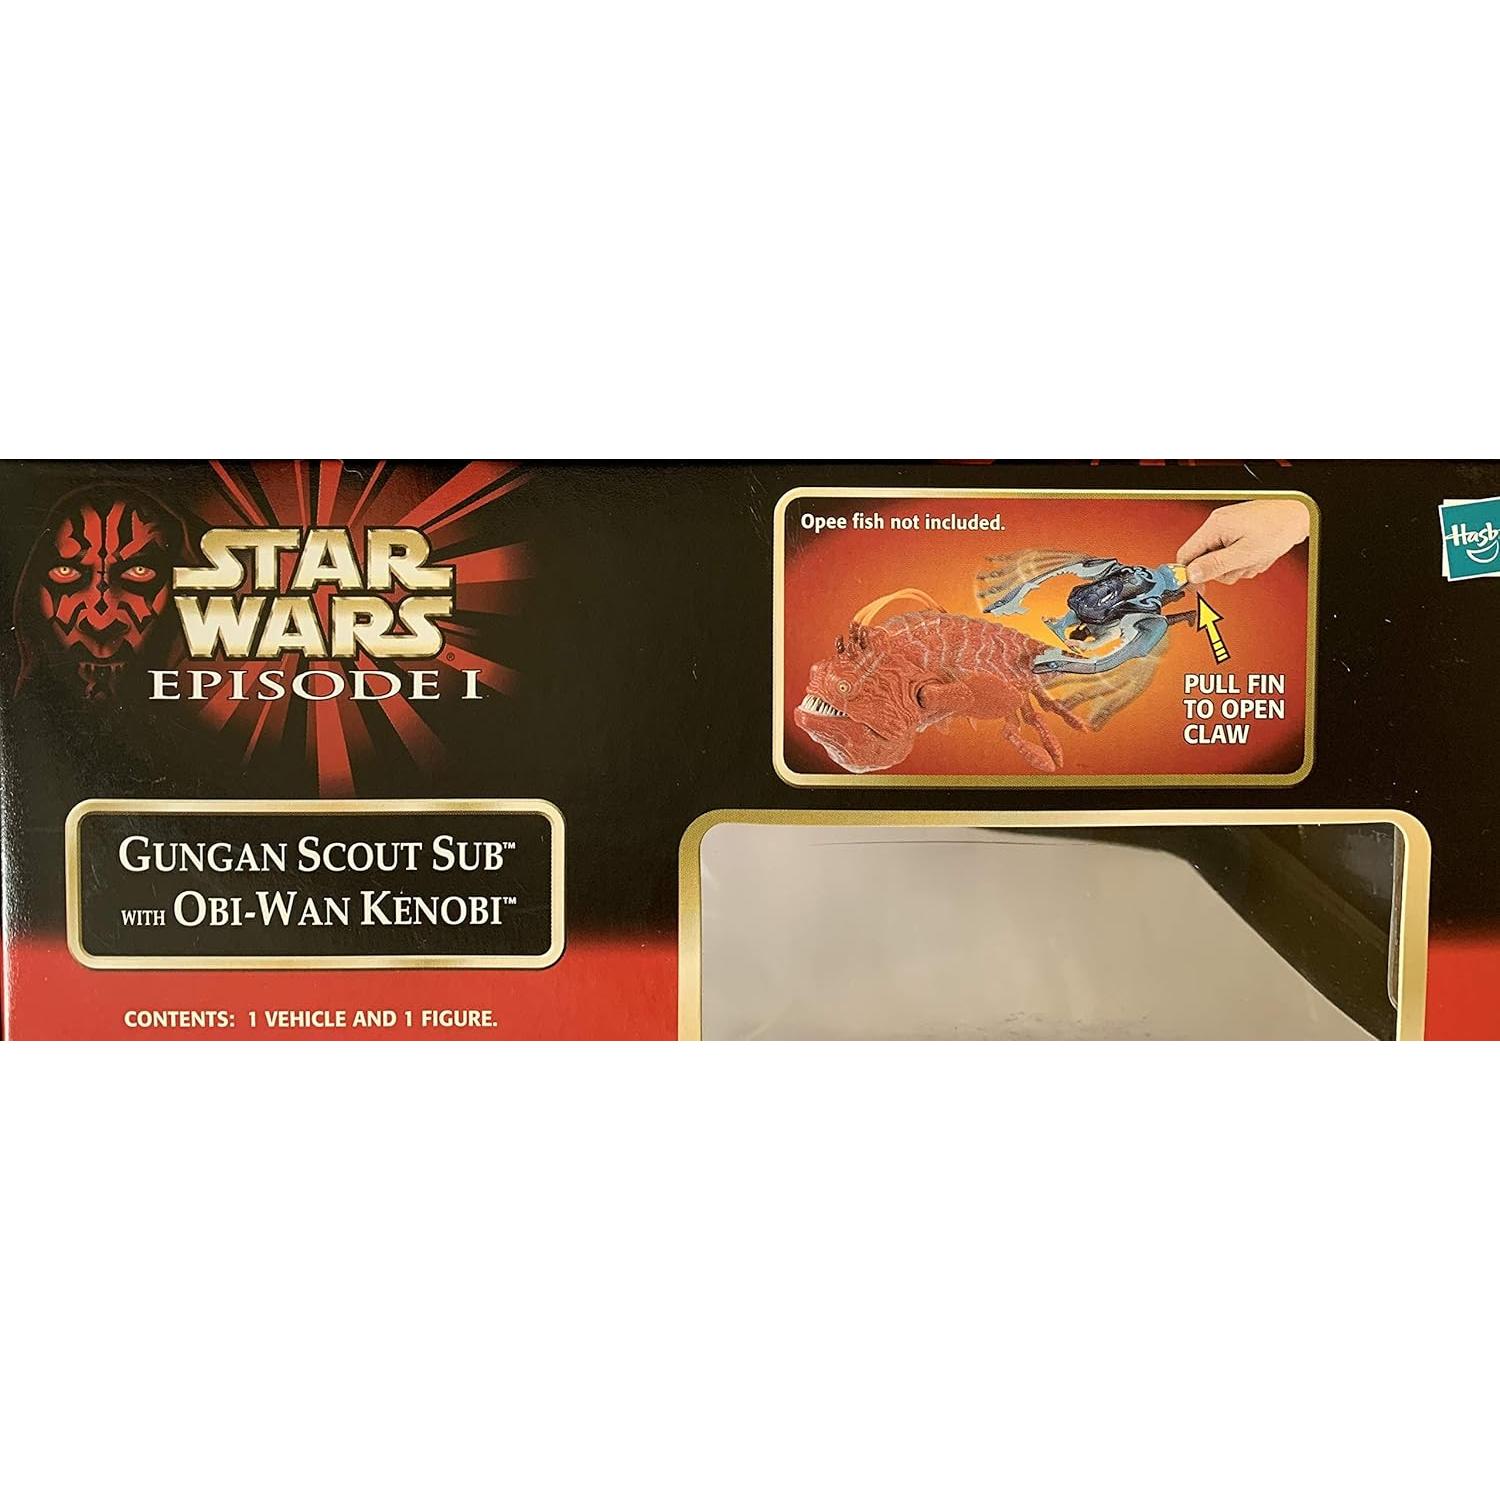 STAR
WARS®
EPISODE I
GUNGAN SCOUT SUB™
WITH OBI-WAN KENOBI™
CONTENTS: 1 VEHICLE AND 1 FIGURE.
Opee fish not included.
PULL FIN
TO OPEN
CLAW
Hasb